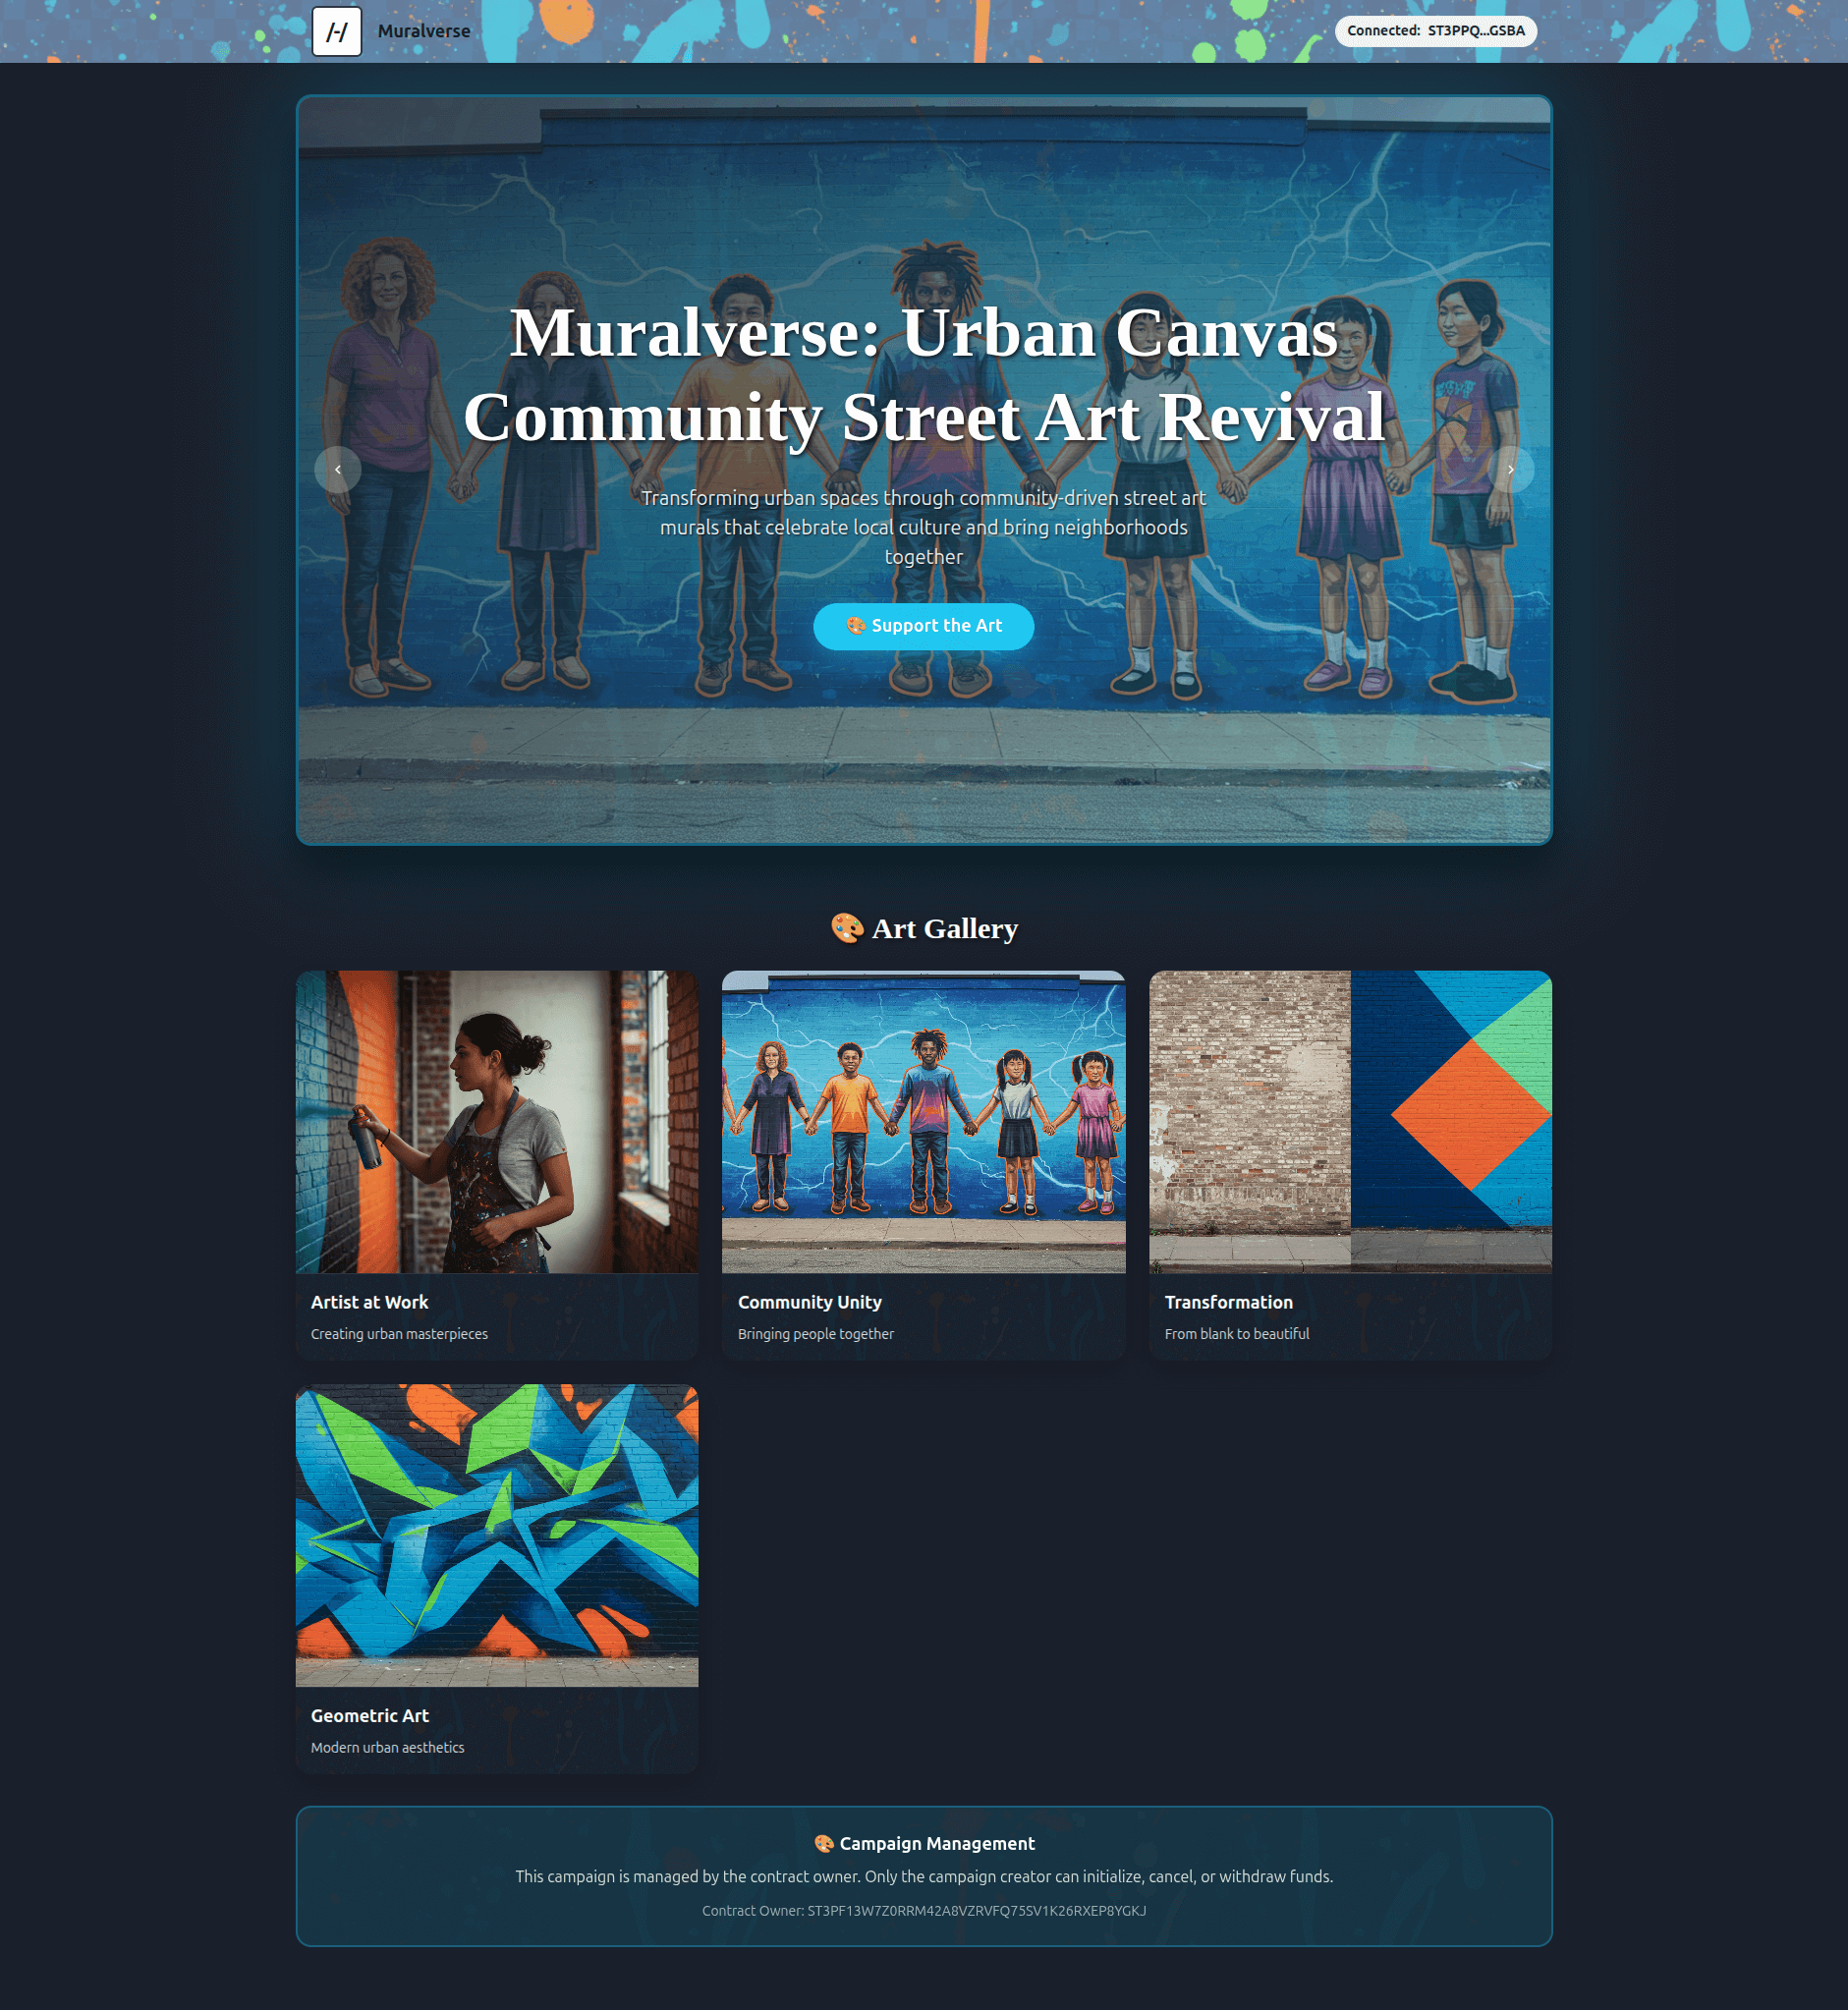 /-/ Muralverse
Connected: ST3PPQ...GSBA
Muralverse: Urban Canvas
Community Street Art Revival
Transforming urban spaces through community-driven street art
murals that celebrate local culture and bring neighborhoods
together
🎨 Support the Art
🎨 Art Gallery
Artist at Work
Creating urban masterpieces
Community Unity
Bringing people together
Transformation
From blank to beautiful
Geometric Art
Modern urban aesthetics
🎨 Campaign Management
This campaign is managed by the contract owner. Only the campaign creator can initialize, cancel, or withdraw funds.
Contract Owner: ST3PF13W7Z0RRM42A8VZRVFQ75SV1K26RXEP8YGKJ